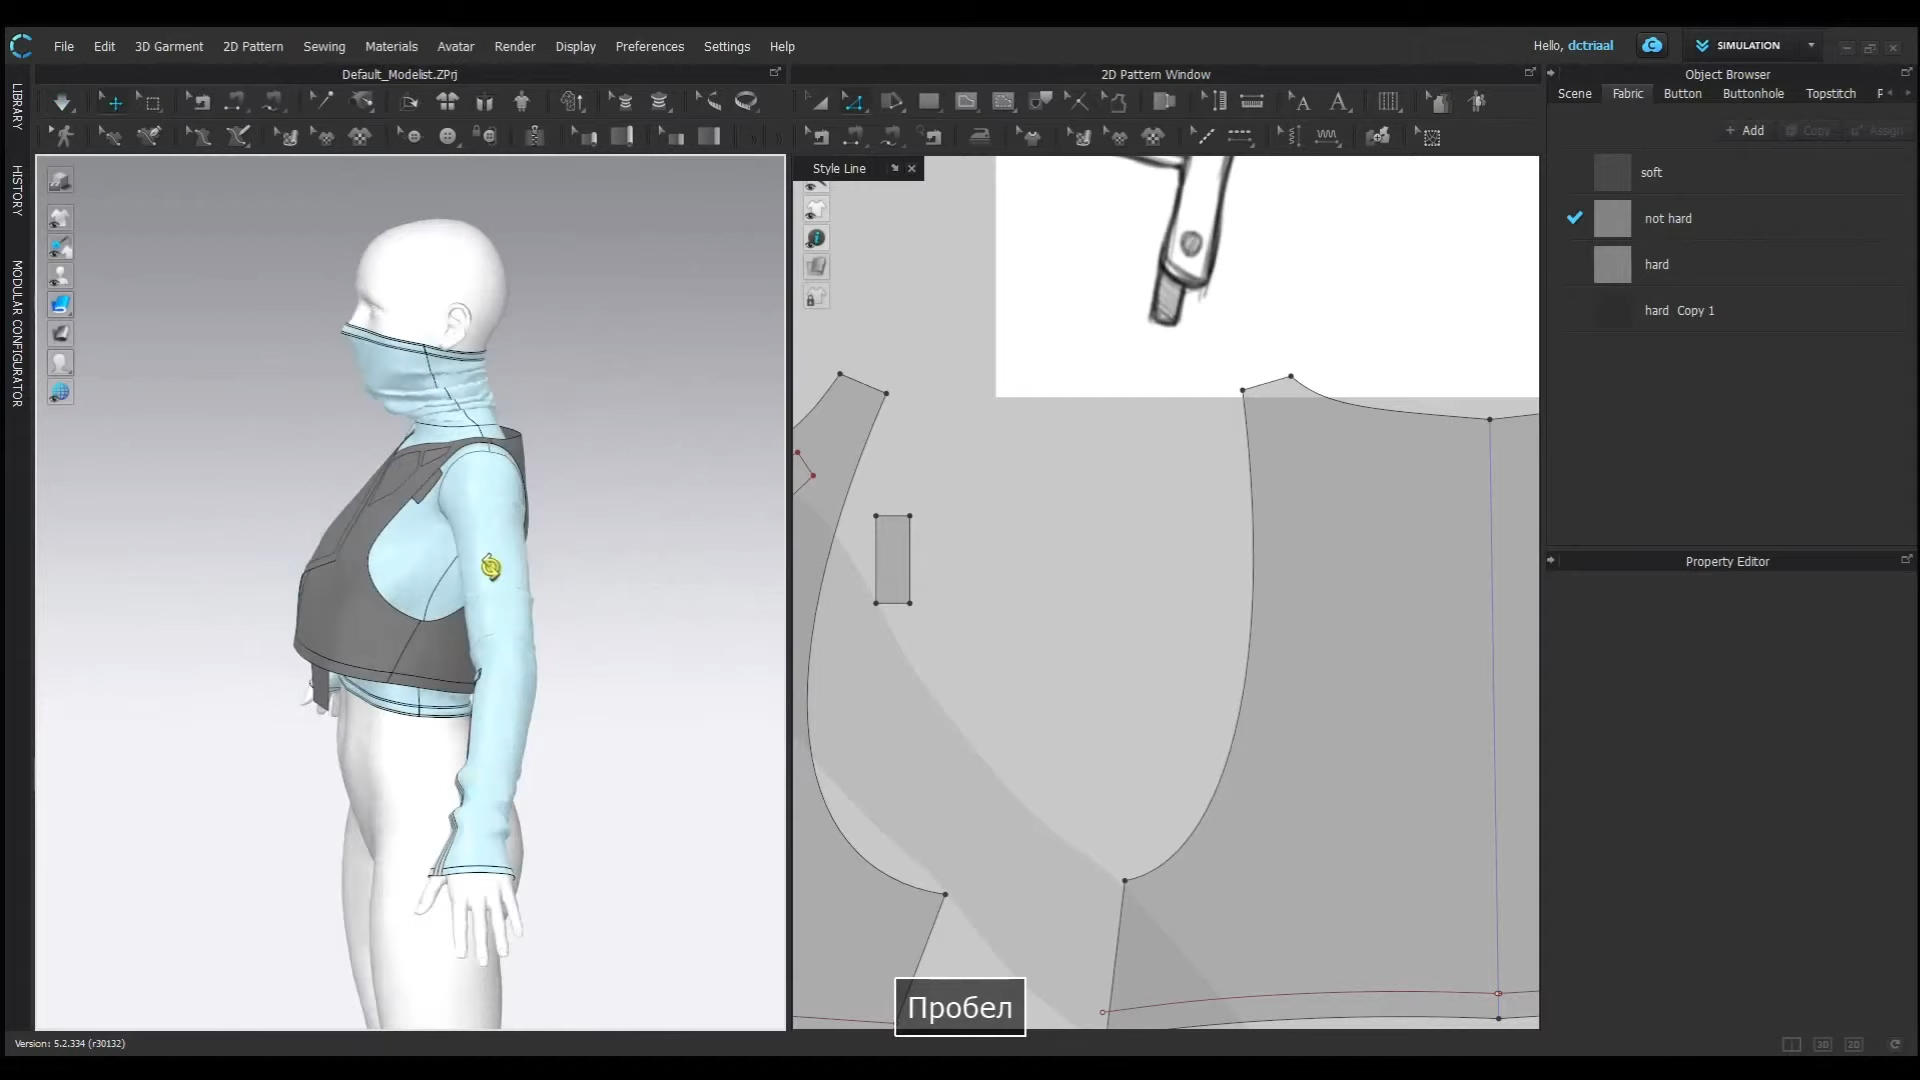 File Edit 3D Garment 2D Pattern Sewing Materials Avatar Render Display Preferences Settings Help
Hello, dctriaal
SIMULATION
Default_Modelist.ZPrj
2D Pattern Window
Object Browser
Scene Fabric Button Buttonhole Topstitch
+ Add Copy Assign
LIBRARY
HISTORY
MODULAR CONFIGURATOR
Style Line
soft
not hard
hard
hard Copy 1
Property Editor
Пробел
Version: 5.2.334 (r30132)
3D 2D